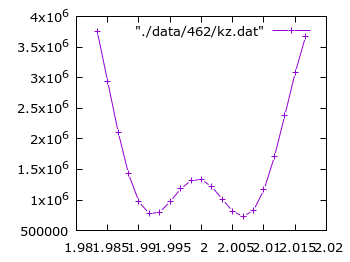 4x10^6
"./data/462/kz.dat"
3.5x10^6
3x10^6
2.5x10^6
2x10^6
1.5x10^6
1x10^6
500000
1.98 1.985 1.99 1.995 2 2.005 2.01 2.015 2.02